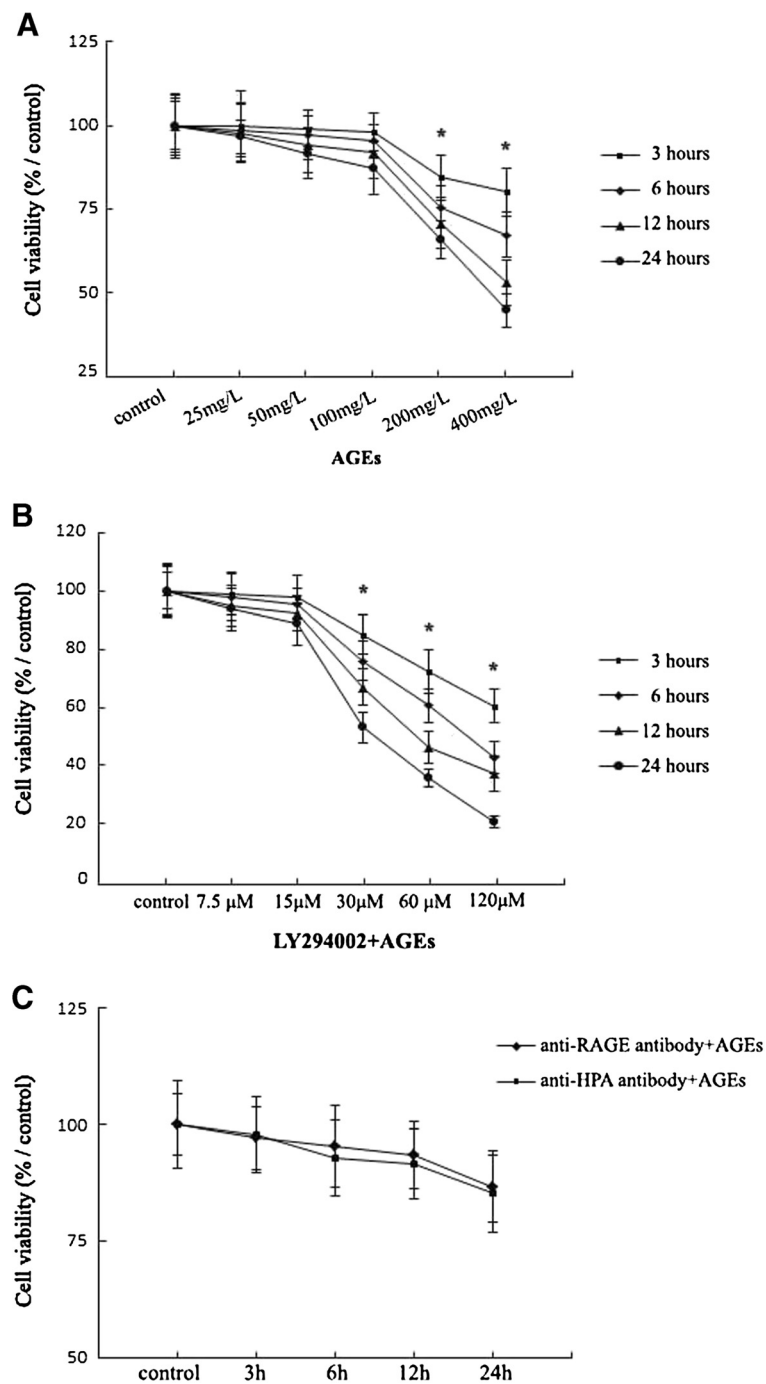 A
125
100
75
50
25
Cell viability (% / control)
*
*
3 hours
6 hours
12 hours
24 hours
control
25mg/L
50mg/L
100mg/L
200mg/L
400mg/L
AGEs
B
120
100
80
60
40
20
0
Cell viability (% / control)
*
*
*
3 hours
6 hours
12 hours
24 hours
control 7.5 μM 15μM 30μM 60 μM 120μM
LY294002+AGEs
C
125
100
75
50
Cell viability (% / control)
anti-RAGE antibody+AGEs
anti-HPA antibody+AGEs
control 3h 6h 12h 24h